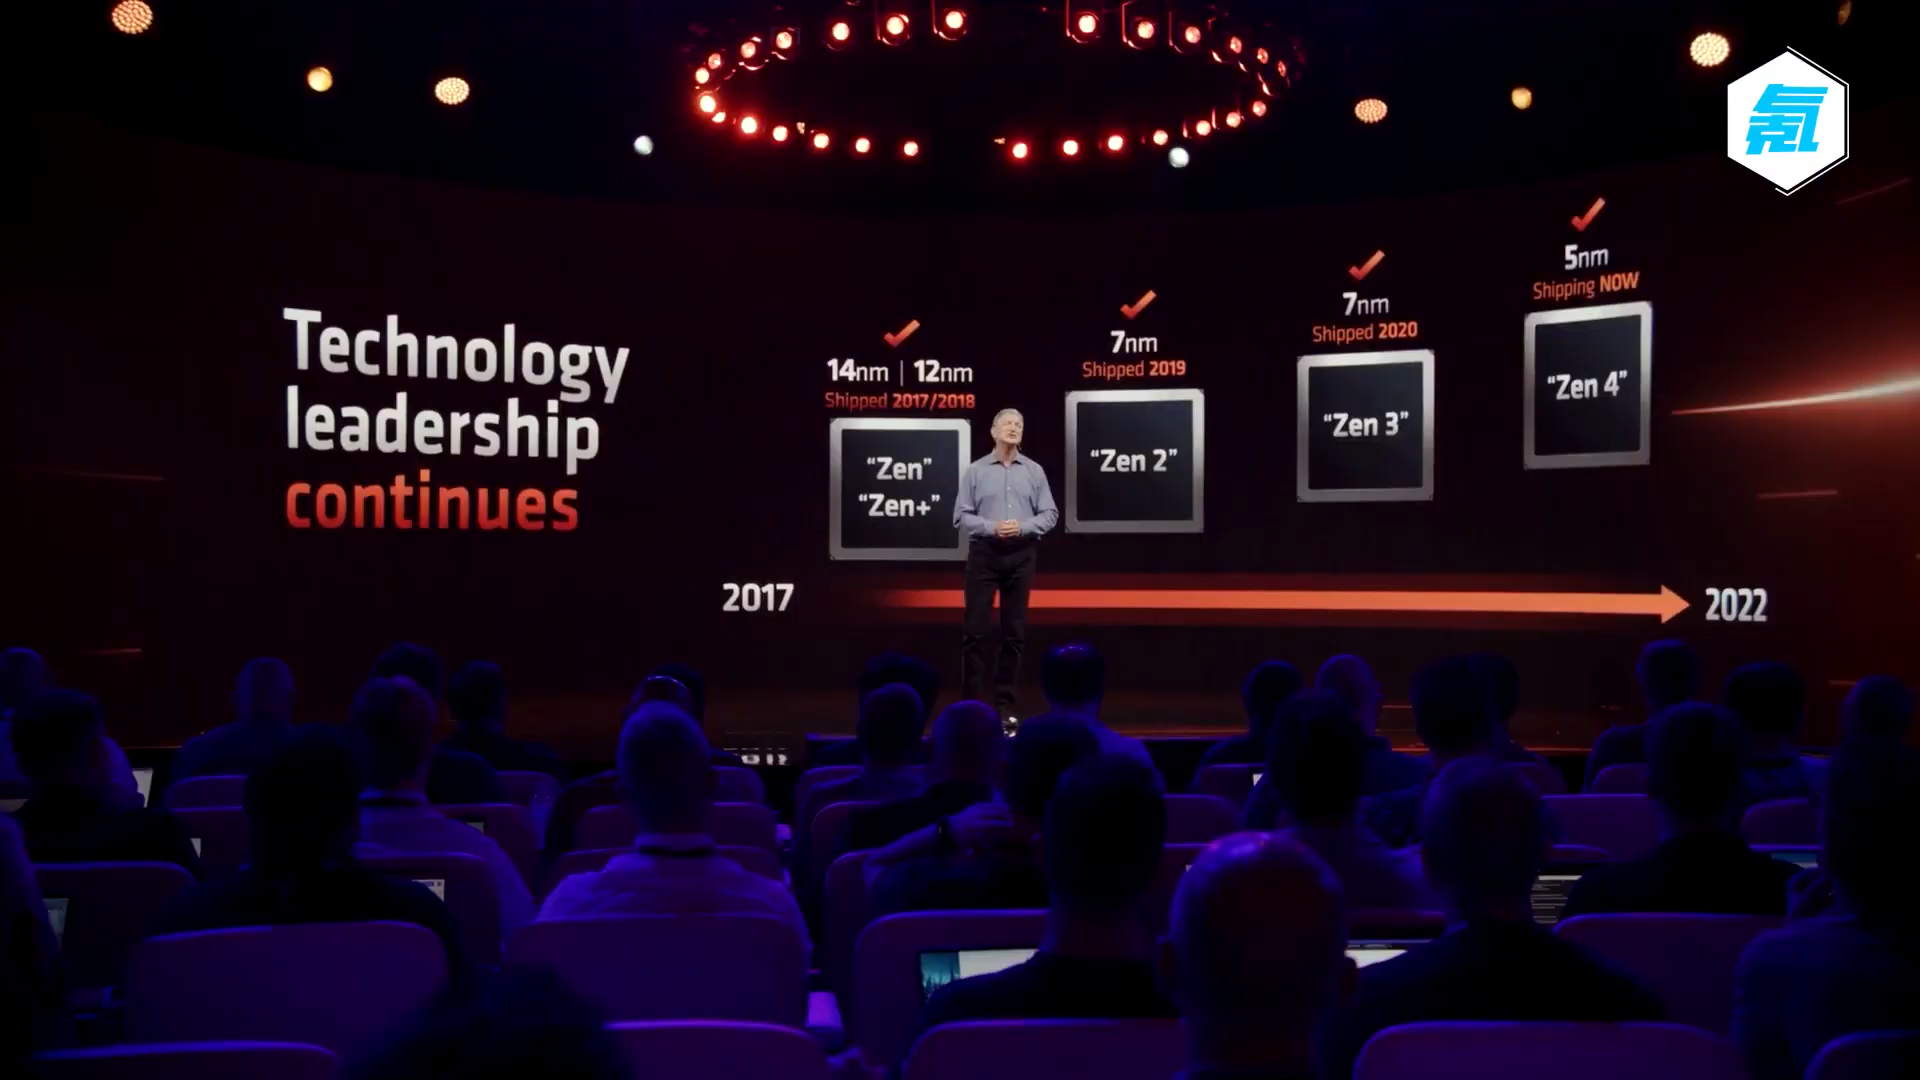 氪
Technology
leadership
continues
14nm | 12nm
Shipped 2017/2018
"Zen"
"Zen+"
7nm
Shipped 2019
"Zen 2"
7nm
Shipped 2020
"Zen 3"
5nm
Shipping NOW
"Zen 4"
2017
2022